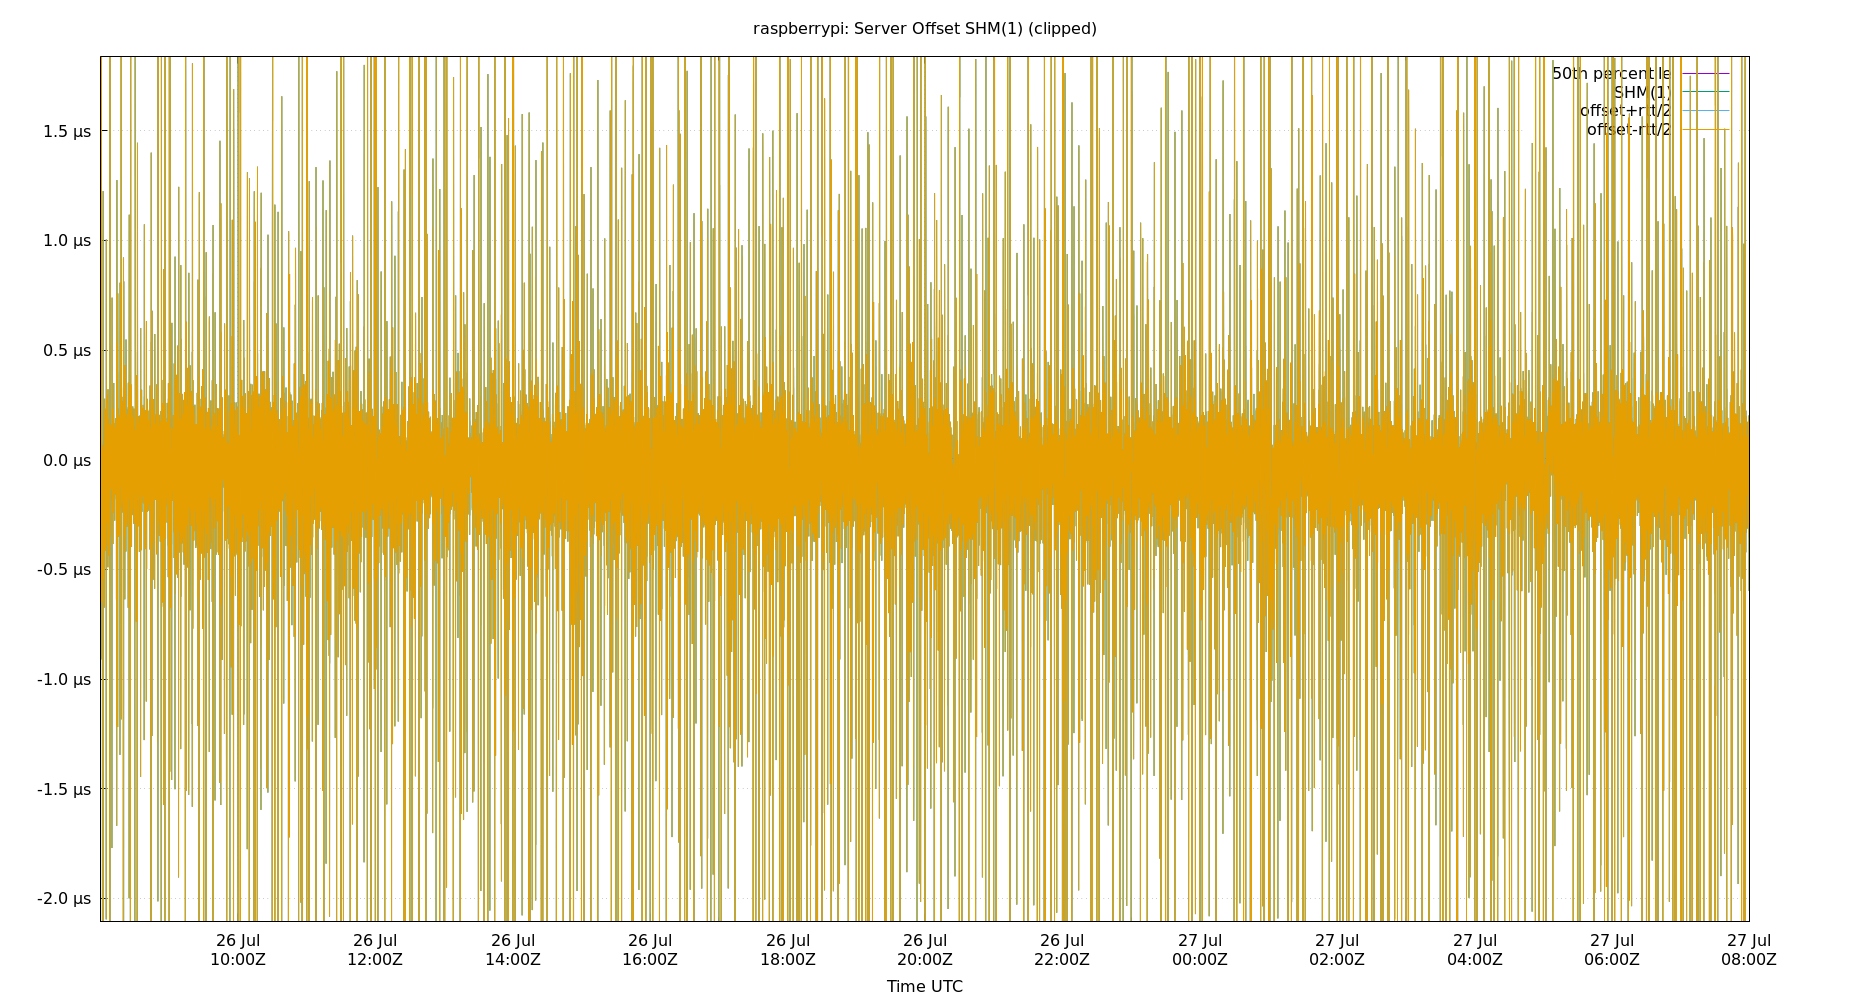 raspberrypi: Server Offset SHM(1) (clipped)
50th percentile
SHM(1)
offset+rtt/2
offset-rtt/2
1.5 µs
1.0 µs
0.5 µs
0.0 µs
-0.5 µs
-1.0 µs
-1.5 µs
-2.0 µs
26 Jul 26 Jul 26 Jul 26 Jul 26 Jul 26 Jul 26 Jul 27 Jul 27 Jul 27 Jul 27 Jul 27 Jul
10:00Z 12:00Z 14:00Z 16:00Z 18:00Z 20:00Z 22:00Z 00:00Z 02:00Z 04:00Z 06:00Z 08:00Z
Time UTC